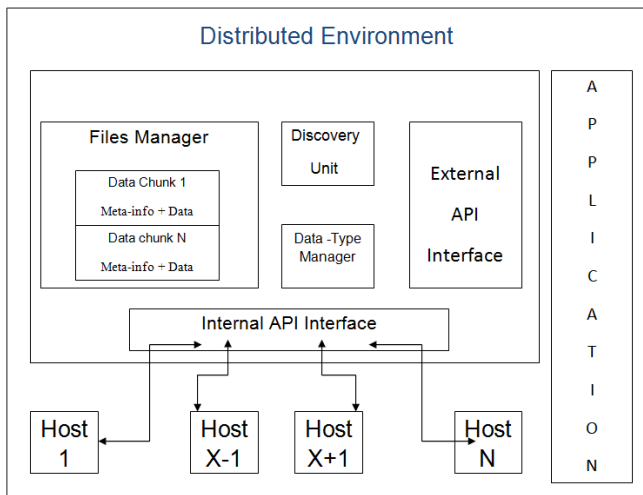 Distributed Environment
Files Manager
Data Chunk 1
Meta-info + Data
Data chunk N
Meta-info + Data
Discovery
Unit
Data -Type
Manager
External
API
Interface
Internal API Interface
Host
1
Host
X-1
Host
X+1
Host
N
A
P
P
L
I
C
A
T
I
O
N